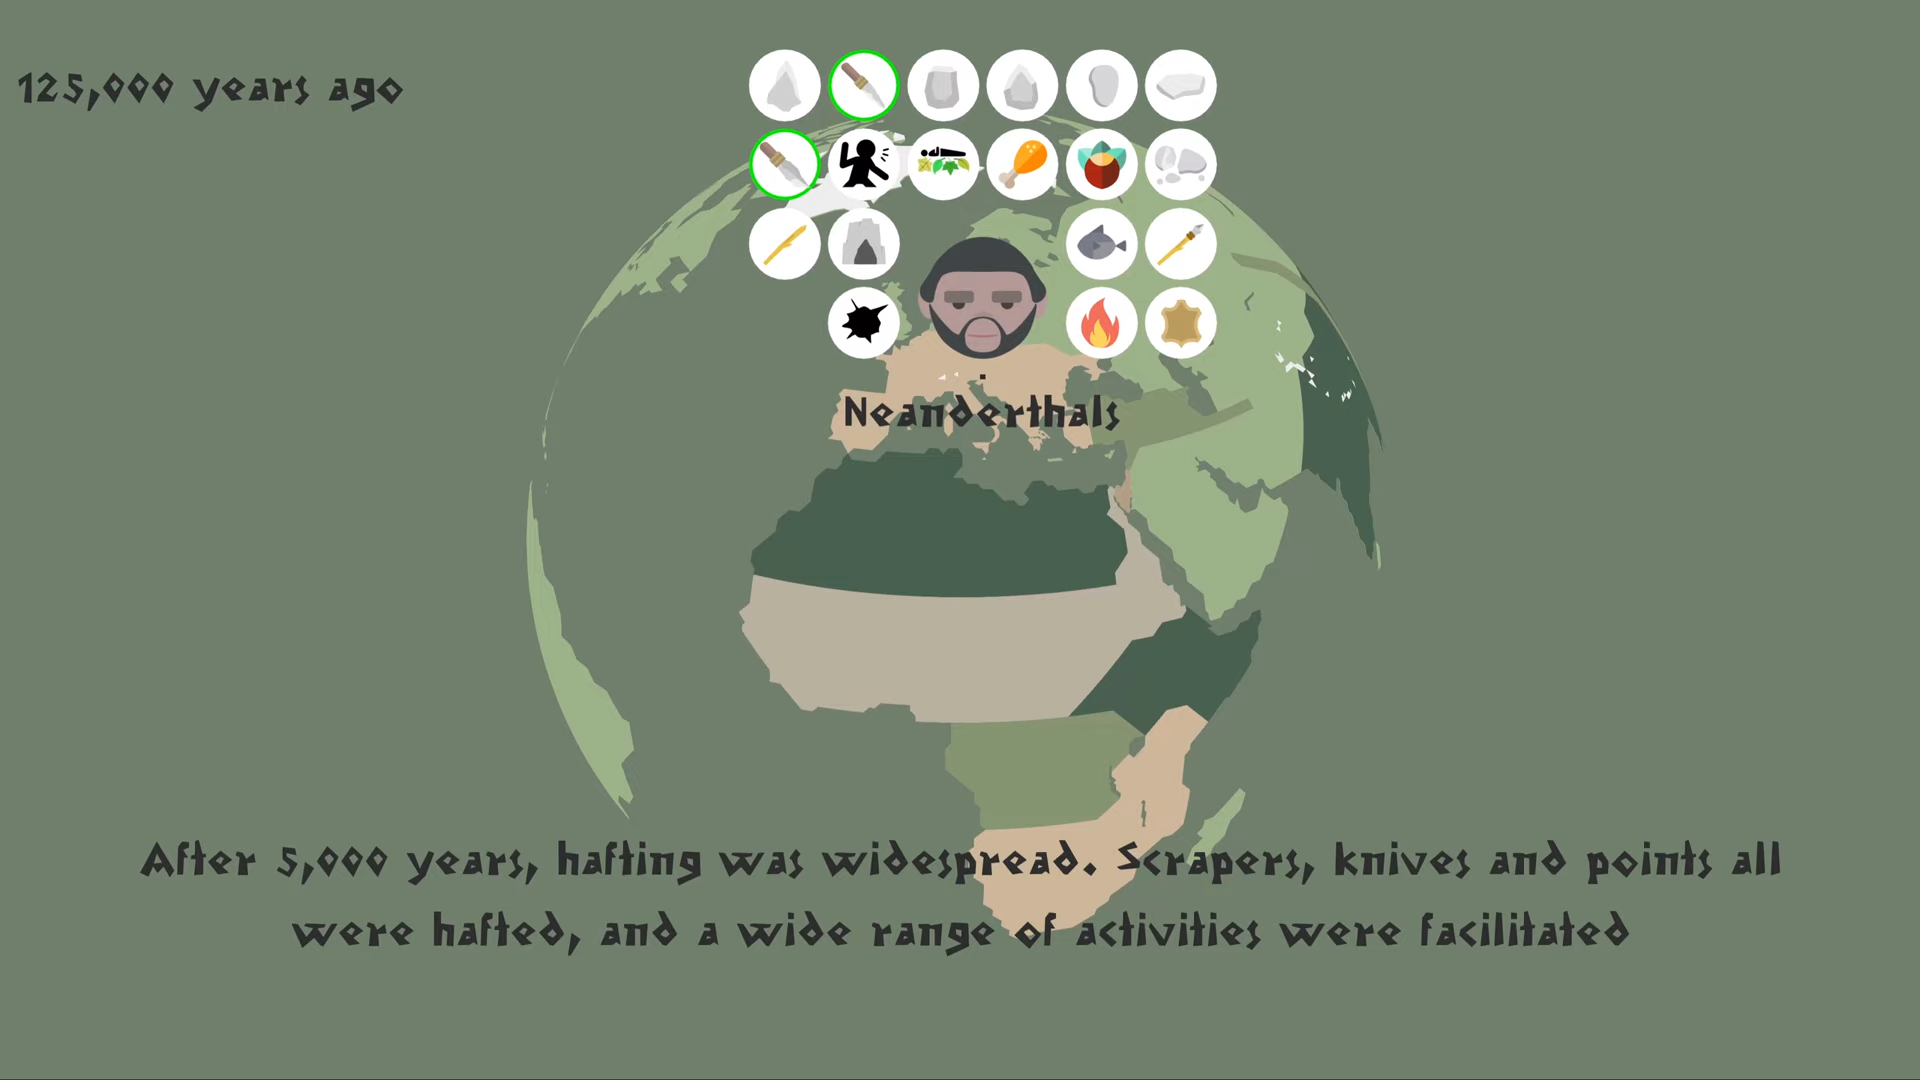 125,000 years ago
Neanderthals
After 5,000 years, hafting was widespread. Scrapers, knives and points all
were hafted, and a wide range of activities were facilitated